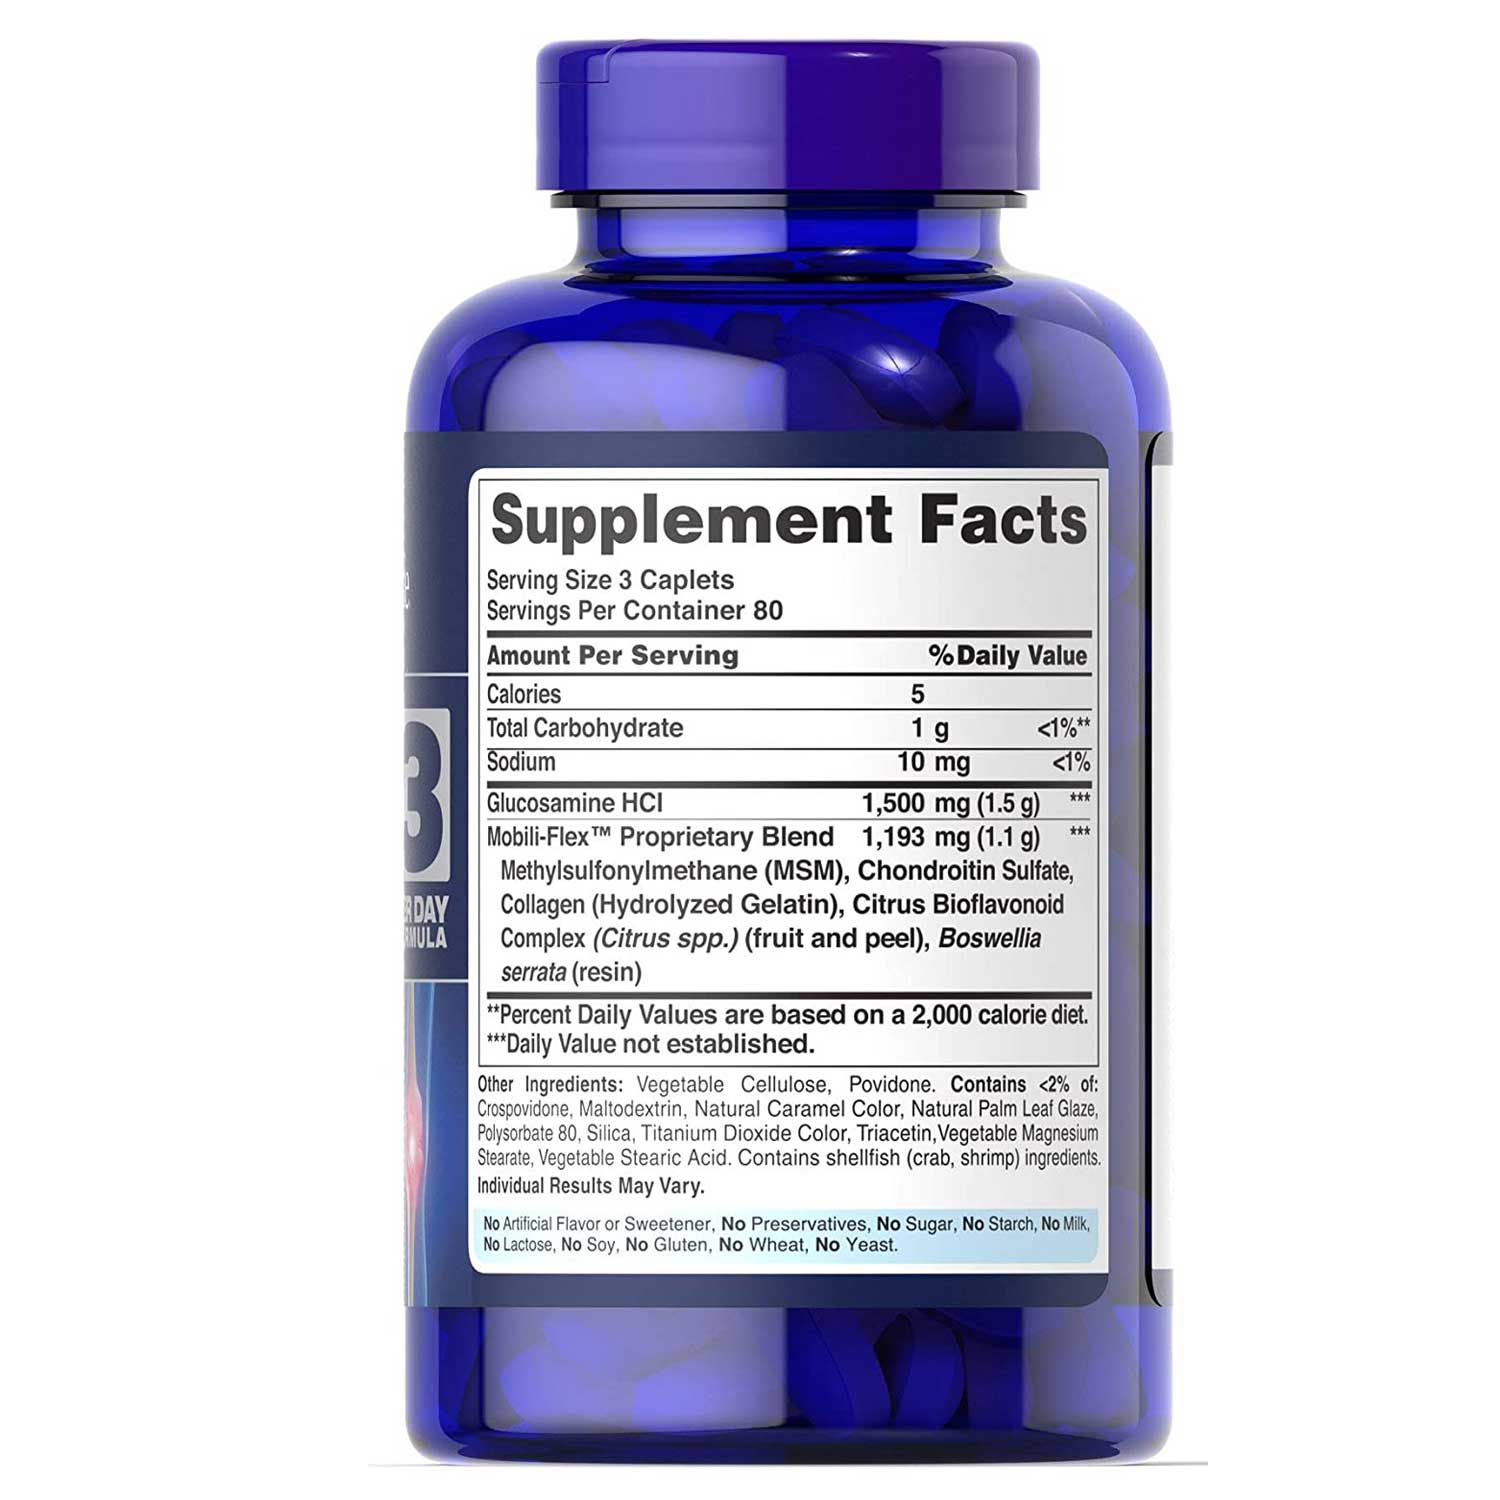 e
3
ER DAY
RMULA
Supplement Facts
Serving Size 3 Caplets
Servings Per Container 80
Amount Per Serving %Daily Value
Calories 5
Total Carbohydrate 1 g <1%**
Sodium 10 mg <1%
Glucosamine HCl 1,500 mg (1.5 g) ***
Mobili-Flex™ Proprietary Blend 1,193 mg (1.1 g) ***
Methylsulfonylmethane (MSM), Chondroitin Sulfate,
Collagen (Hydrolyzed Gelatin), Citrus Bioflavonoid
Complex (Citrus spp.) (fruit and peel), Boswellia
serrata (resin)
**Percent Daily Values are based on a 2,000 calorie diet.
***Daily Value not established.
Other Ingredients: Vegetable Cellulose, Povidone. Contains <2% of:
Crospovidone, Maltodextrin, Natural Caramel Color, Natural Palm Leaf Glaze,
Polysorbate 80, Silica, Titanium Dioxide Color, Triacetin,Vegetable Magnesium
Stearate, Vegetable Stearic Acid. Contains shellfish (crab, shrimp) ingredients.
Individual Results May Vary.
No Artificial Flavor or Sweetener, No Preservatives, No Sugar, No Starch, No Milk,
No Lactose, No Soy, No Gluten, No Wheat, No Yeast.